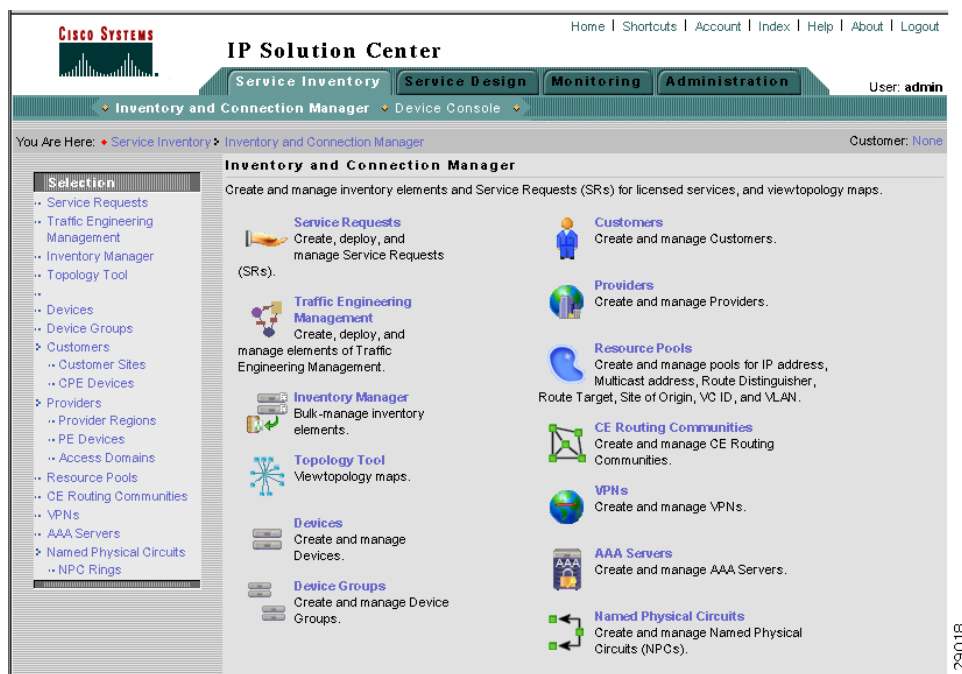 CISCO SYSTEMS
Home | Shortcuts | Account | Index | Help | About | Logout
IP Solution Center
Service Inventory Service Design Monitoring Administration
User: admin
Inventory and Connection Manager Device Console
You Are Here: Service Inventory Inventory and Connection Manager
Customer: None
Selection
Service Requests
Traffic Engineering
Management
Inventory Manager
Topology Tool
Devices
Device Groups
Customers
Customer Sites
CPE Devices
Providers
Provider Regions
PE Devices
Access Domains
Resource Pools
CE Routing Communities
VPNs
AAA Servers
Named Physical Circuits
NPC Rings
Inventory and Connection Manager
Create and manage inventory elements and Service Requests (SRs) for licensed services, and viewtopology maps.
Service Requests
Create, deploy, and
manage Service Requests
(SRs).
Traffic Engineering
Management
Create, deploy, and
manage elements of Traffic
Engineering Management.
Inventory Manager
Bulk-manage inventory
elements.
Topology Tool
Viewtopology maps.
Devices
Create and manage
Devices.
Device Groups
Create and manage Device
Groups.
Customers
Create and manage Customers.
Providers
Create and manage Providers.
Resource Pools
Create and manage pools for IP address,
Multicast address, Route Distinguisher,
Route Target, Site of Origin, VC ID, and VLAN.
CE Routing Communities
Create and manage CE Routing
Communities.
VPNs
Create and manage VPNs.
AAA
AAA Servers
Create and manage AAA Servers.
Named Physical Circuits
Create and manage Named Physical
Circuits (NPCs).
29018